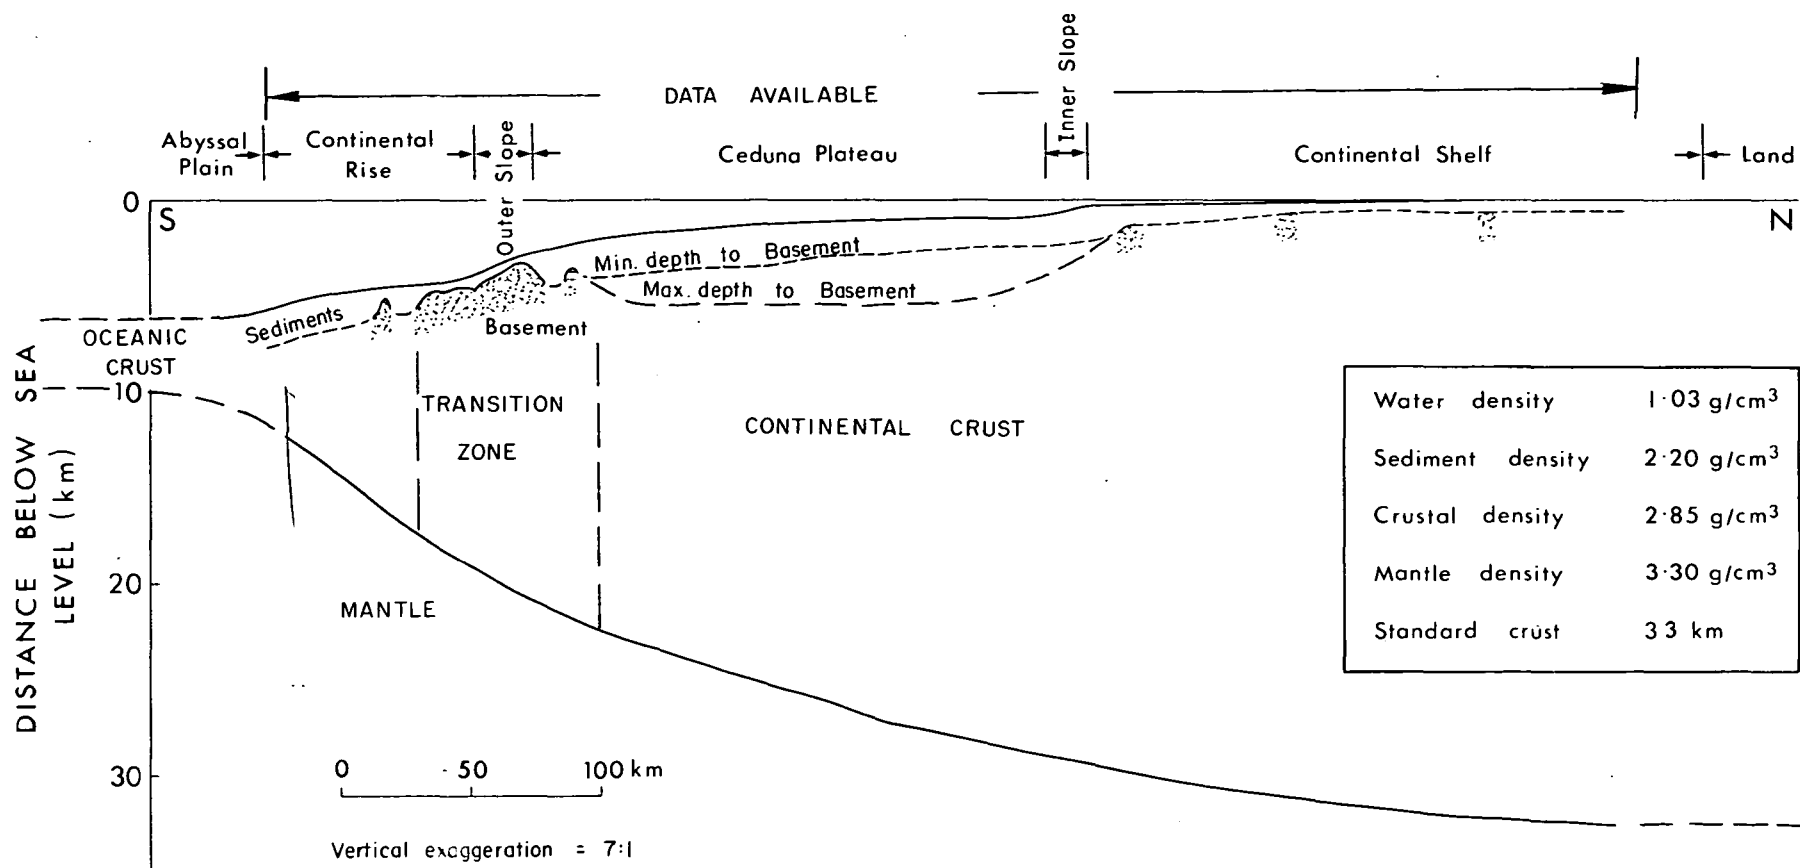 DATA AVAILABLE
Inner Slope
Abyssal
Plain
Continental
Rise
Outer Slope
Ceduna Plateau
Continental Shelf
Land
0
S
N
Min. depth to Basement
Max. depth to Basement
Sediments
Basement
OCEANIC
CRUST
10
TRANSITION
ZONE
CONTINENTAL CRUST
DISTANCE BELOW SEA
LEVEL (km)
20
MANTLE
30
0 50 100 km
Vertical exaggeration = 7:1
Water density 1·03 g/cm³
Sediment density 2·20 g/cm³
Crustal density 2·85 g/cm³
Mantle density 3·30 g/cm³
Standard crust 33 km